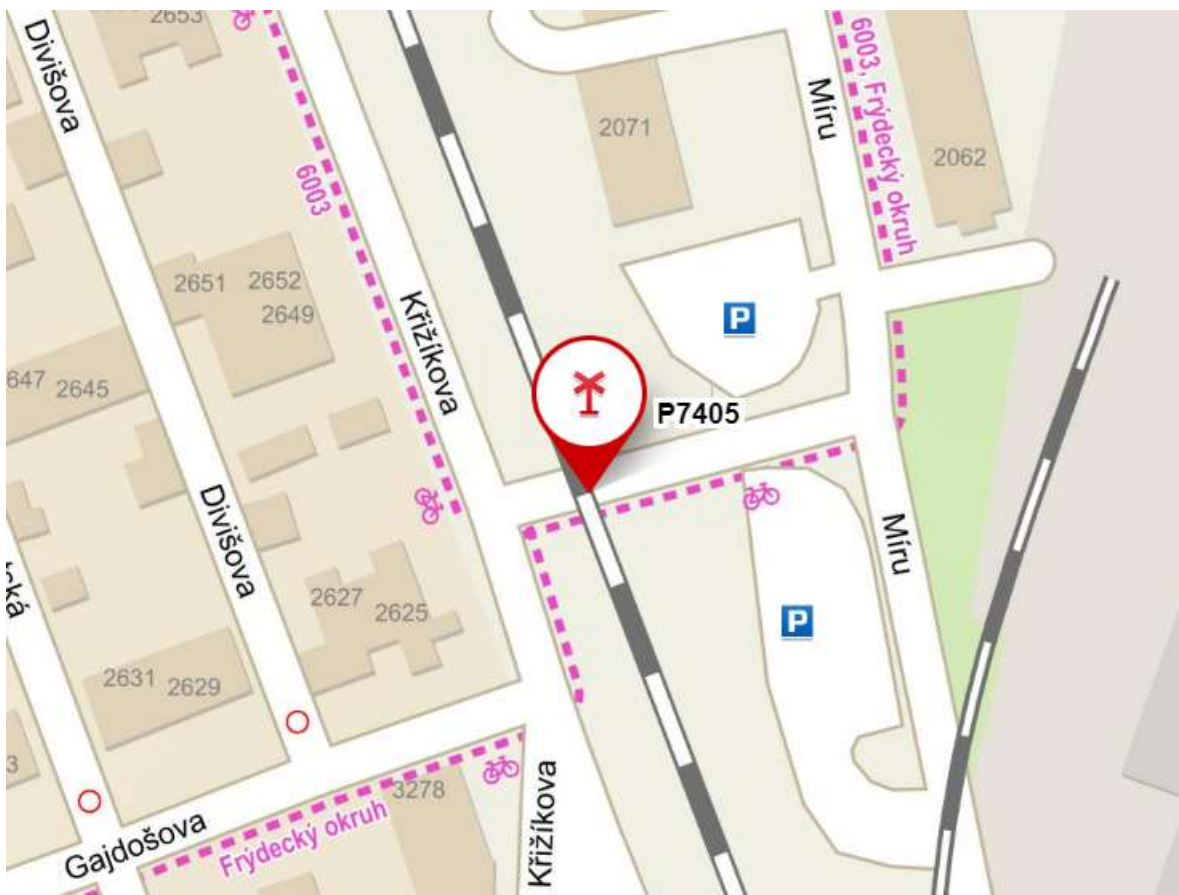 2653
Divišova
6003, Frýdecký okruh
Míru
2071
2062
6003
2651
2652
2649
Křižíkova
P
2645
P7405
Divišova
Míru
2627
2625
P
2631
2629
3278
Křižíkova
Gajdošova
Frýdecký okruh